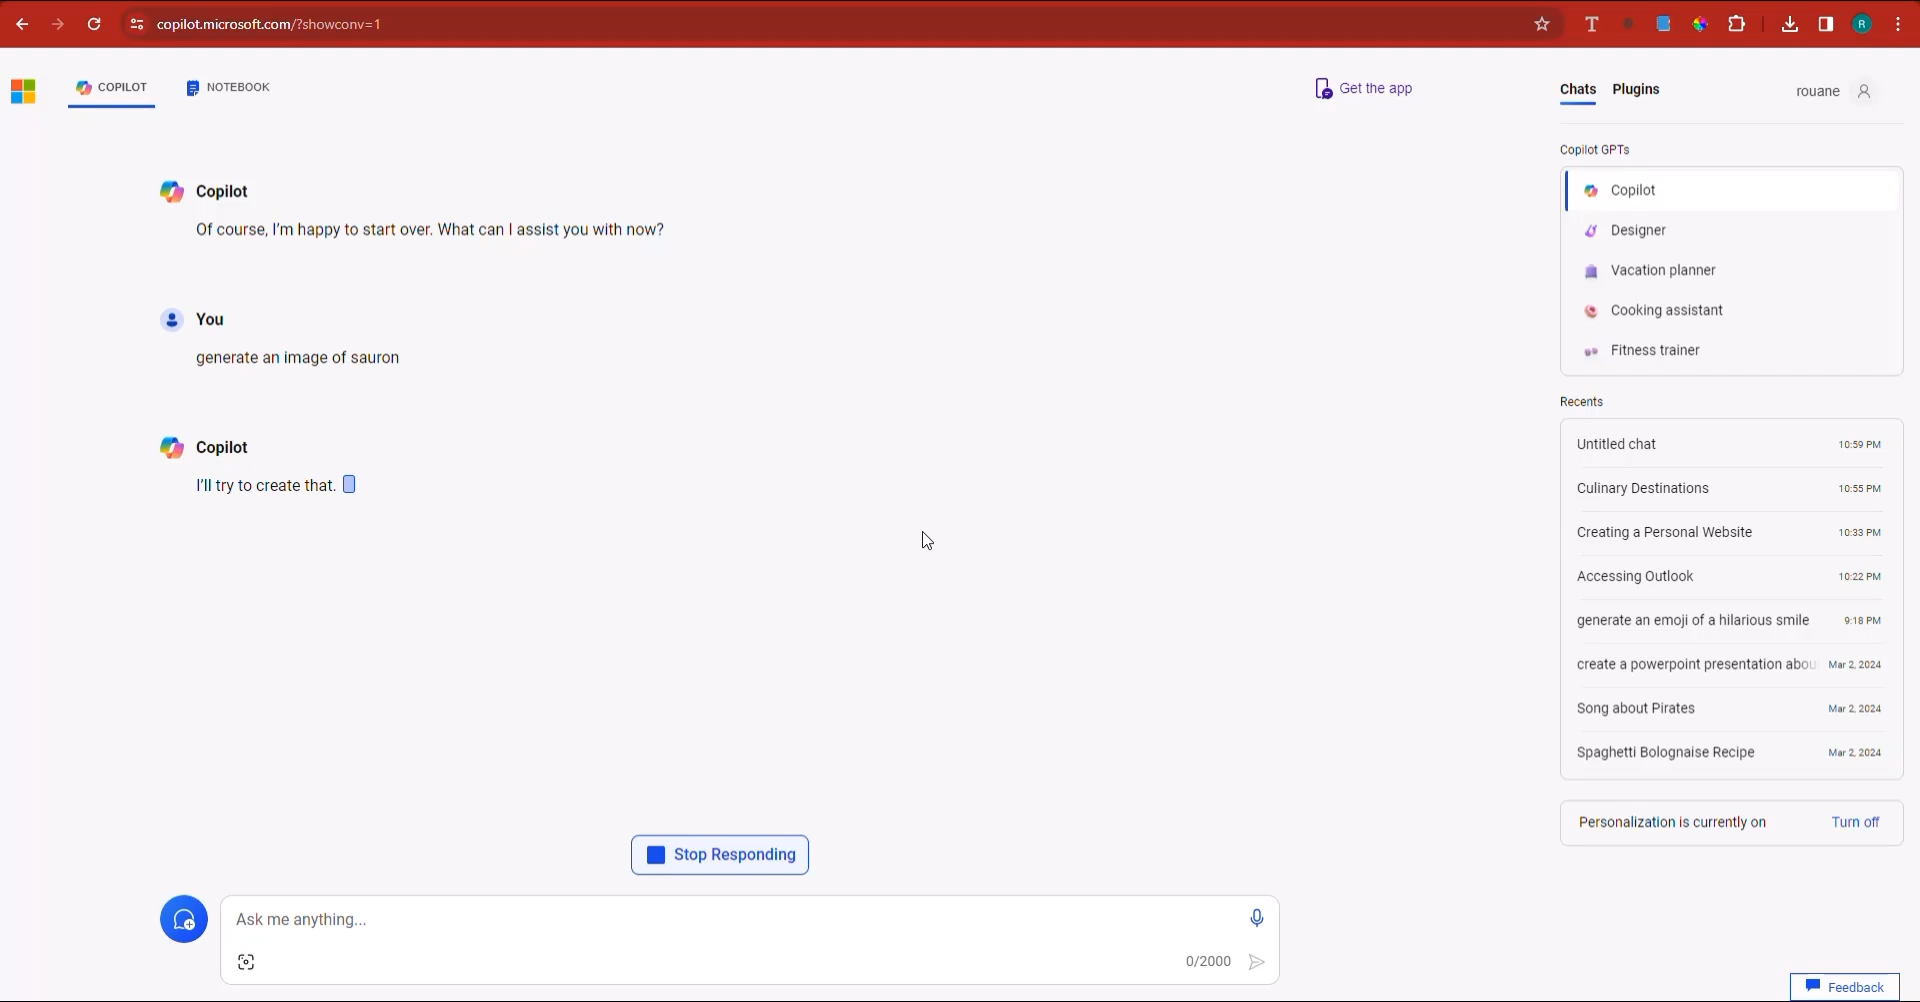 copilot.microsoft.com/?showconv=1
R
COPILOT
NOTEBOOK
Get the app
Chats
Plugins
rouane
Copilot
Of course, I'm happy to start over. What can I assist you with now?
You
generate an image of sauron
Copilot
I'll try to create that.
Stop Responding
Ask me anything...
0/2000
Copilot GPTs
Copilot
Designer
Vacation planner
Cooking assistant
Fitness trainer
Recents
Untitled chat 10:59 PM
Culinary Destinations 10:55 PM
Creating a Personal Website 10:33 PM
Accessing Outlook 10:22 PM
generate an emoji of a hilarious smile 9:18 PM
create a powerpoint presentation abou Mar 2, 2024
Song about Pirates Mar 2, 2024
Spaghetti Bolognaise Recipe Mar 2, 2024
Personalization is currently on Turn off
Feedback